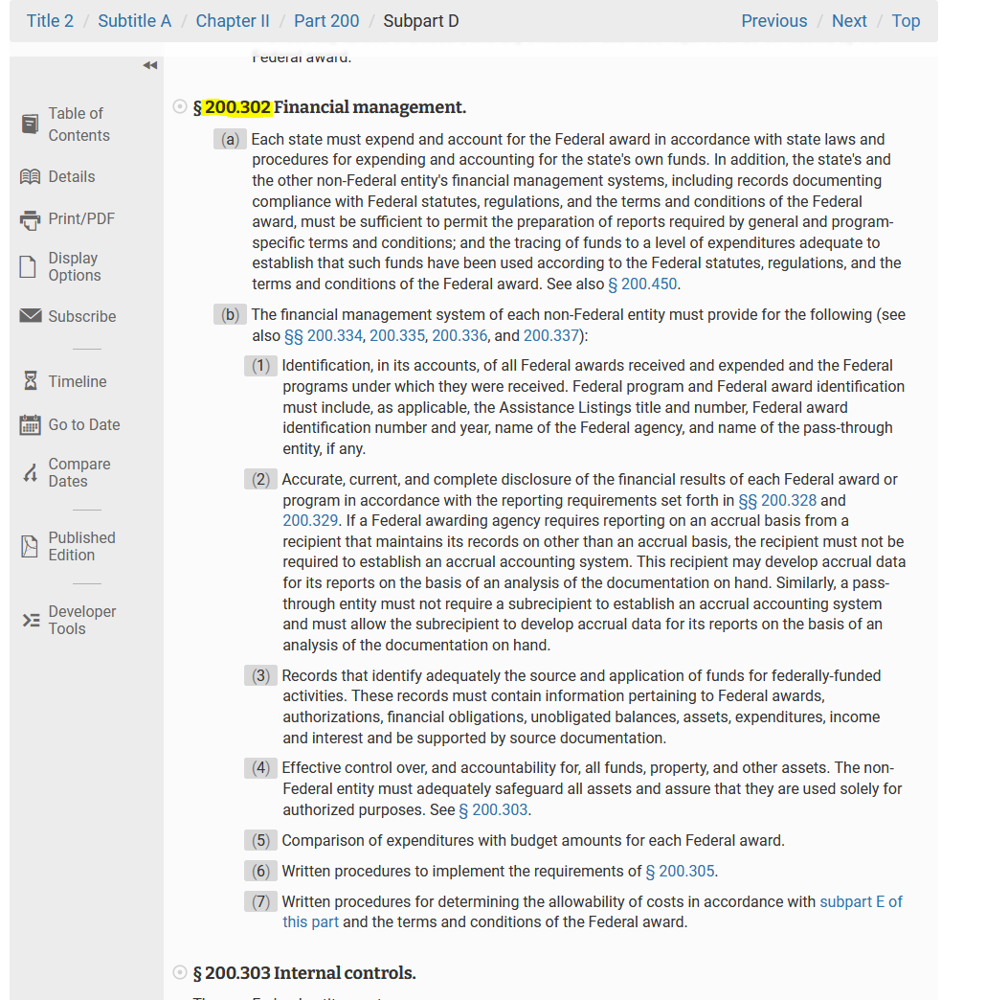 Title 2 / Subtitle A / Chapter II / Part 200 / Subpart D
Previous / Next / Top
Federal award.
Table of
Contents
Details
Print/PDF
Display
Options
Subscribe
Timeline
Go to Date
Compare
Dates
Published
Edition
Developer
Tools
§ 200.302 Financial management.
(a) Each state must expend and account for the Federal award in accordance with state laws and
procedures for expending and accounting for the state's own funds. In addition, the state's and
the other non-Federal entity's financial management systems, including records documenting
compliance with Federal statutes, regulations, and the terms and conditions of the Federal
award, must be sufficient to permit the preparation of reports required by general and program-
specific terms and conditions; and the tracing of funds to a level of expenditures adequate to
establish that such funds have been used according to the Federal statutes, regulations, and the
terms and conditions of the Federal award. See also § 200.450.
(b) The financial management system of each non-Federal entity must provide for the following (see
also §§ 200.334, 200.335, 200.336, and 200.337):
(1) Identification, in its accounts, of all Federal awards received and expended and the Federal
programs under which they were received. Federal program and Federal award identification
must include, as applicable, the Assistance Listings title and number, Federal award
identification number and year, name of the Federal agency, and name of the pass-through
entity, if any.
(2) Accurate, current, and complete disclosure of the financial results of each Federal award or
program in accordance with the reporting requirements set forth in §§ 200.328 and
200.329. If a Federal awarding agency requires reporting on an accrual basis from a
recipient that maintains its records on other than an accrual basis, the recipient must not be
required to establish an accrual accounting system. This recipient may develop accrual data
for its reports on the basis of an analysis of the documentation on hand. Similarly, a pass-
through entity must not require a subrecipient to establish an accrual accounting system
and must allow the subrecipient to develop accrual data for its reports on the basis of an
analysis of the documentation on hand.
(3) Records that identify adequately the source and application of funds for federally-funded
activities. These records must contain information pertaining to Federal awards,
authorizations, financial obligations, unobligated balances, assets, expenditures, income
and interest and be supported by source documentation.
(4) Effective control over, and accountability for, all funds, property, and other assets. The non-
Federal entity must adequately safeguard all assets and assure that they are used solely for
authorized purposes. See § 200.303.
(5) Comparison of expenditures with budget amounts for each Federal award.
(6) Written procedures to implement the requirements of § 200.305.
(7) Written procedures for determining the allowability of costs in accordance with subpart E of
this part and the terms and conditions of the Federal award.
§ 200.303 Internal controls.